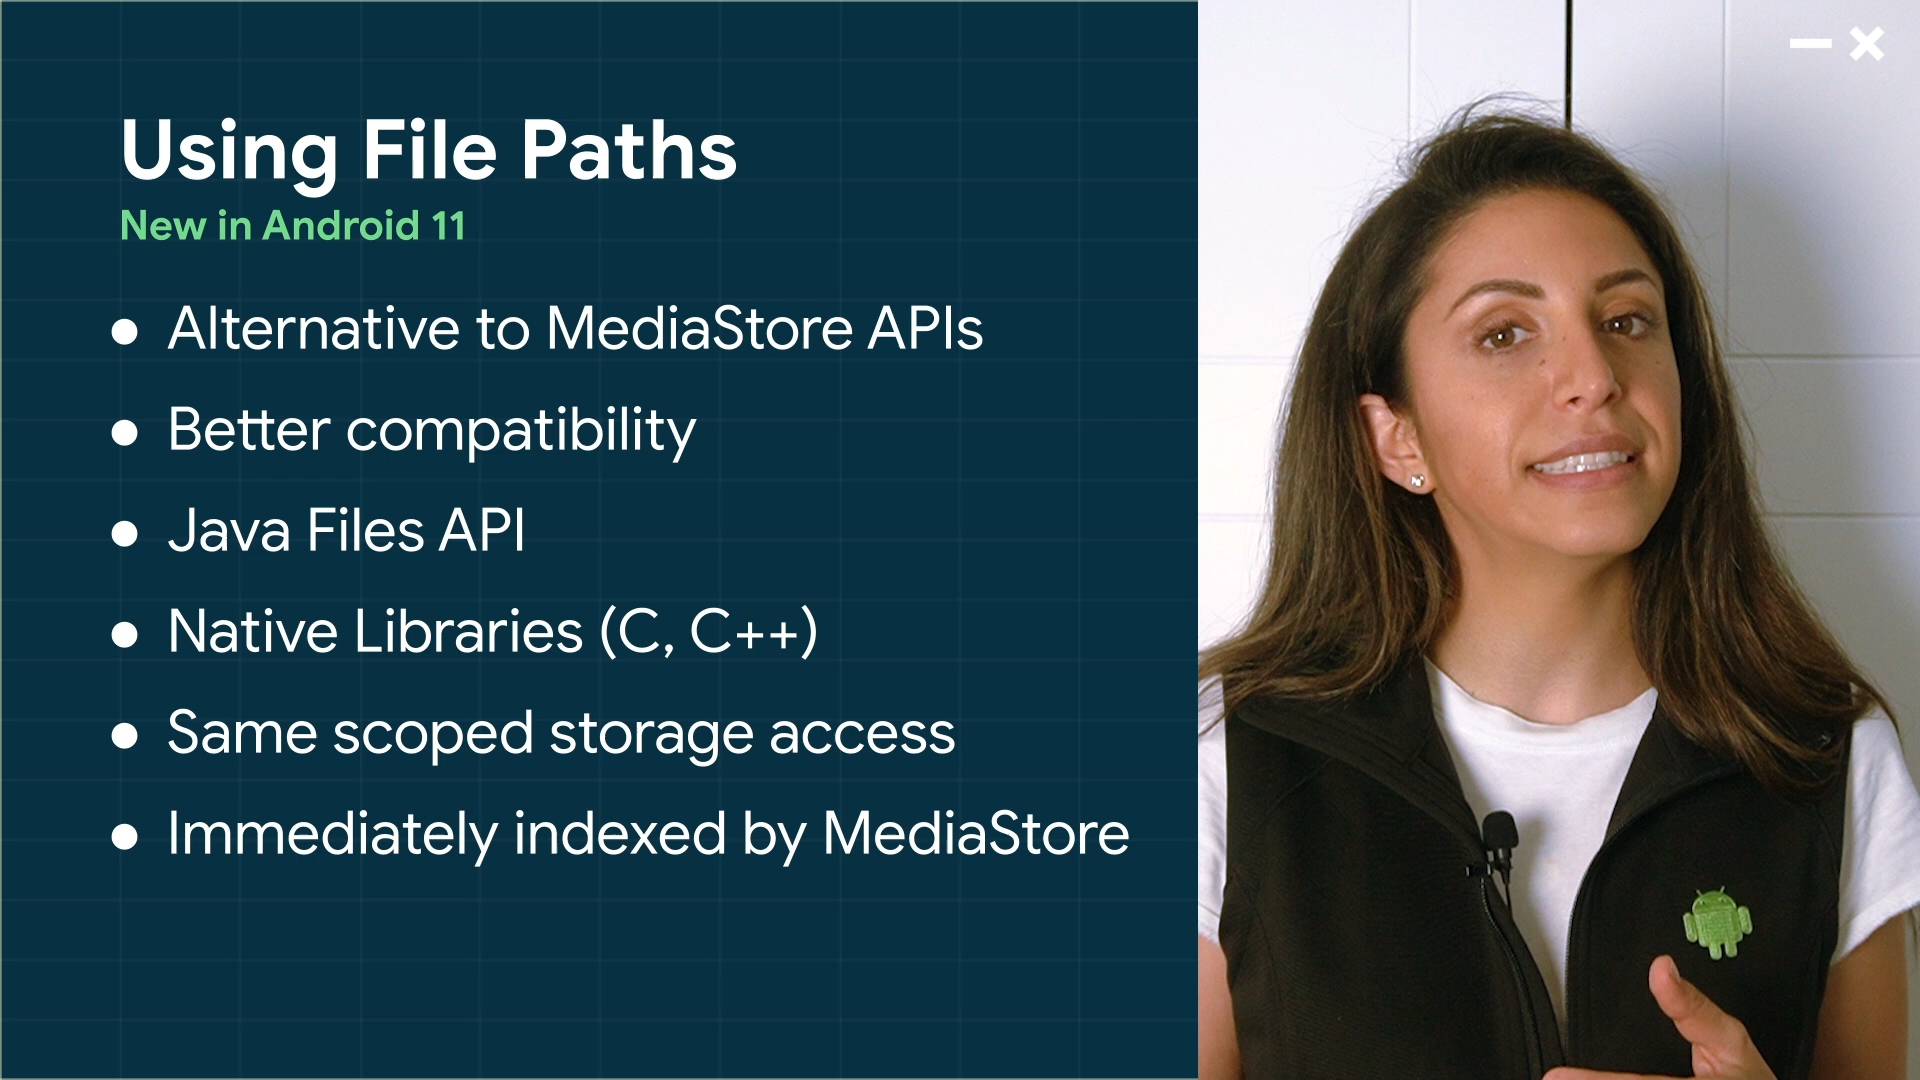 Using File Paths
New in Android 11
● Alternative to MediaStore APIs
● Better compatibility
● Java Files API
● Native Libraries (C, C++)
● Same scoped storage access
● Immediately indexed by MediaStore